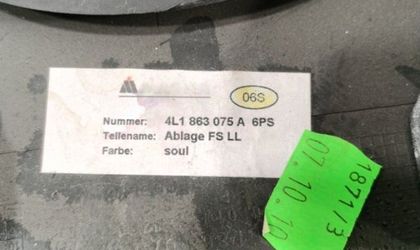 06S
Nummer: 4L1 863 075 A 6PS
Teilename: Ablage FS LL
Farbe: soul
1871/3
07.10.10